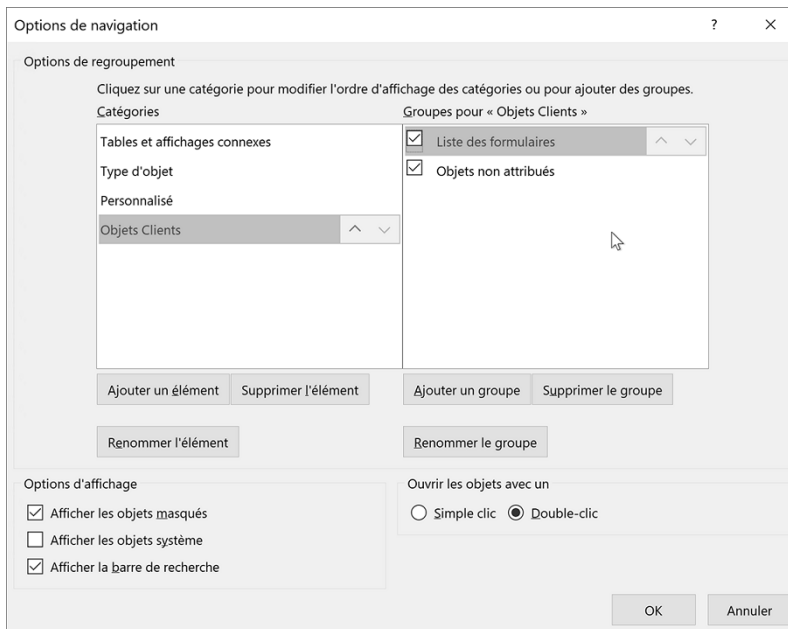 Options de navigation
Options de regroupement
Cliquez sur une catégorie pour modifier l'ordre d'affichage des catégories ou pour ajouter des groupes.
Catégories
Tables et affichages connexes
Type d'objet
Personnalisé
Objets Clients
Groupes pour « Objets Clients »
Liste des formulaires
Objets non attribués
Ajouter un élément
Supprimer l'élément
Ajouter un groupe
Supprimer le groupe
Renommer l'élément
Renommer le groupe
Options d'affichage
Afficher les objets masqués
Afficher les objets système
Afficher la barre de recherche
Ouvrir les objets avec un
Simple clic
Double-clic
OK
Annuler